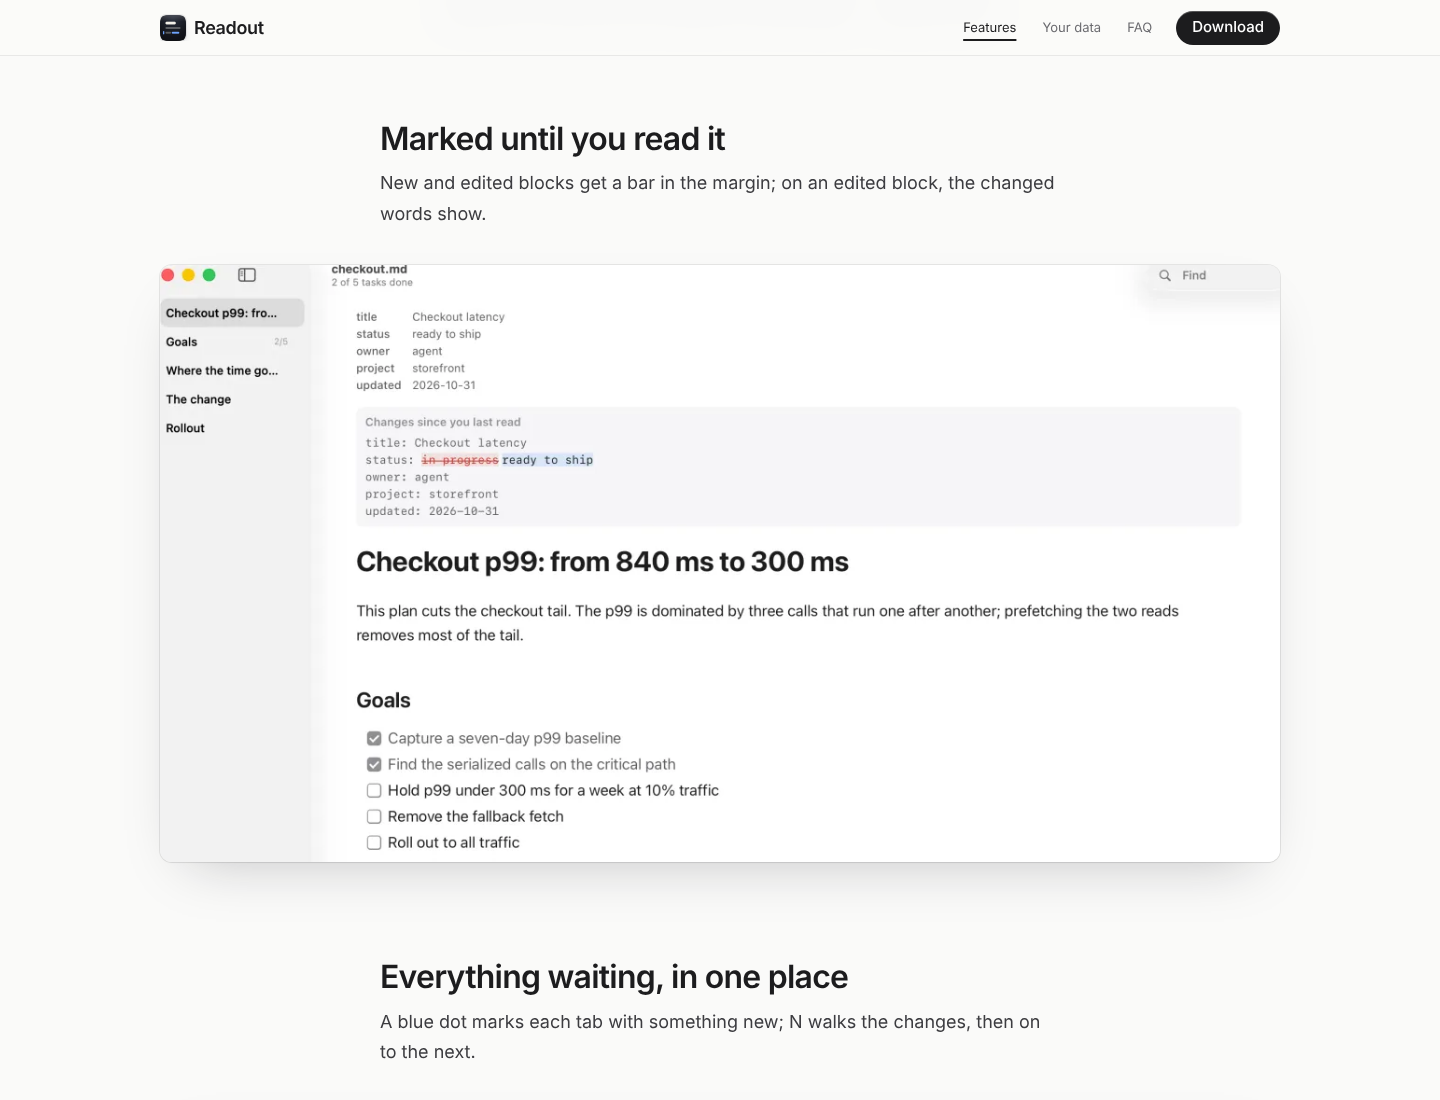 Readout
Features
Your data
FAQ
Download
Marked until you read it
New and edited blocks get a bar in the margin; on an edited block, the changed
words show.
checkout.md
2 of 5 tasks done
Find
Checkout p99: fro...
Goals 2/5
Where the time go...
The change
Rollout
title Checkout latency
status ready to ship
owner agent
project storefront
updated 2026-10-31
Changes since you last read
title: Checkout latency
status: in progress ready to ship
owner: agent
project: storefront
updated: 2026-10-31
Checkout p99: from 840 ms to 300 ms
This plan cuts the checkout tail. The p99 is dominated by three calls that run one after another; prefetching the two reads
removes most of the tail.
Goals
Capture a seven-day p99 baseline
Find the serialized calls on the critical path
Hold p99 under 300 ms for a week at 10% traffic
Remove the fallback fetch
Roll out to all traffic
Everything waiting, in one place
A blue dot marks each tab with something new; N walks the changes, then on
to the next.